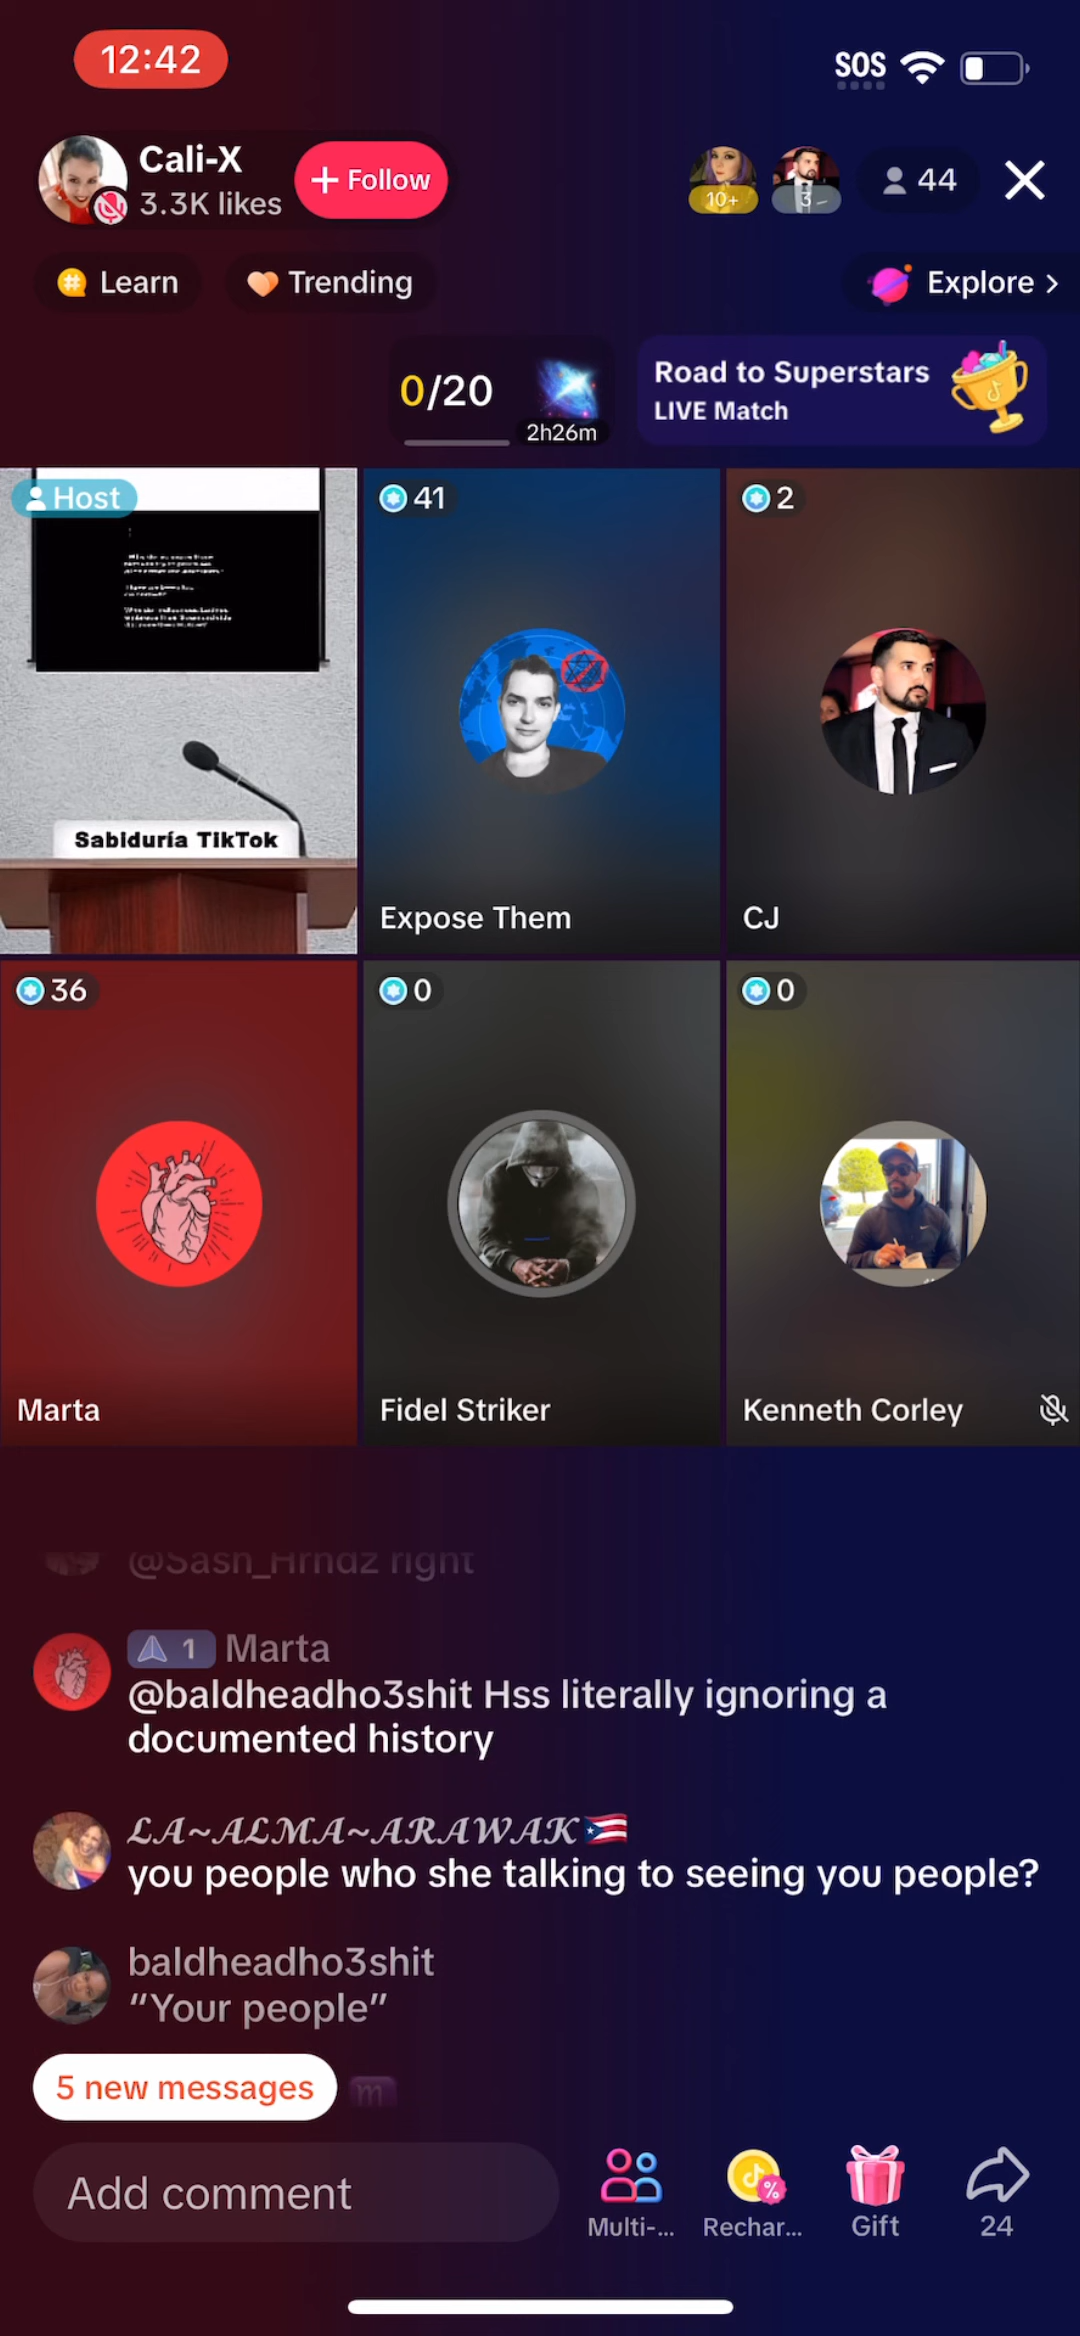 12:42
SOS
Cali-X
3.3K likes
+ Follow
10+
3
44
Learn
Trending
Explore >
0/20
2h26m
Road to Superstars
LIVE Match
Host
41
2
Sabiduría TikTok
Expose Them
CJ
36
0
0
Marta
Fidel Striker
Kenneth Corley
@Sash_Hrndz right
1 Marta
@baldheadho3shit Hss literally ignoring a
documented history
ℒ𝒜~𝒜ℒℳ𝒜~𝒜ℛ𝒜𝒲𝒜𝒦🇵🇷
you people who she talking to seeing you people?
baldheadho3shit
“Your people”
5 new messages
m
Add comment
Multi-...
Rechar...
Gift
24